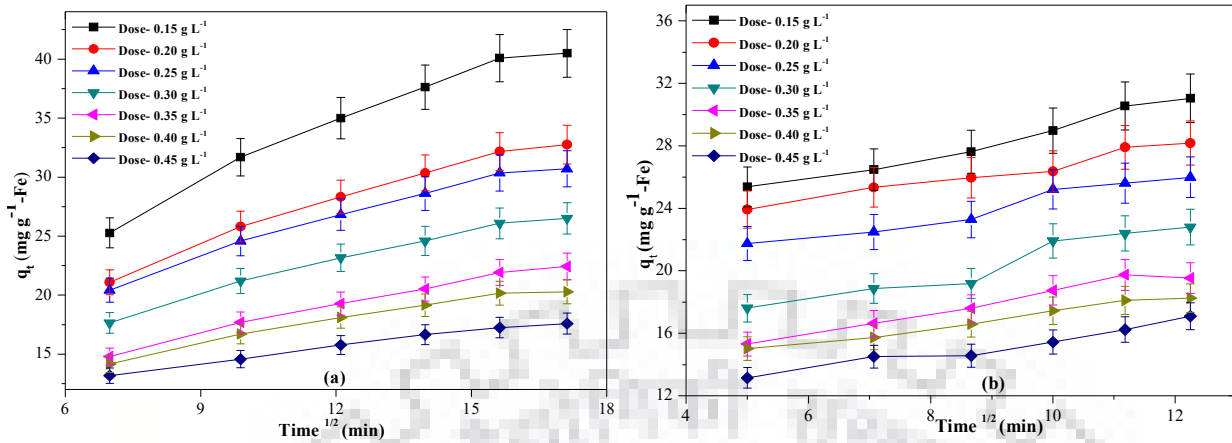 (a)
Dose- 0.15 g L⁻¹
Dose- 0.20 g L⁻¹
Dose- 0.25 g L⁻¹
Dose- 0.30 g L⁻¹
Dose- 0.35 g L⁻¹
Dose- 0.40 g L⁻¹
Dose- 0.45 g L⁻¹
40
35
30
25
20
15
qt (mg g⁻¹-Fe)
6 9 12 15 18
Time 1/2 (min)
(b)
Dose- 0.15 g L⁻¹
Dose- 0.20 g L⁻¹
Dose- 0.25 g L⁻¹
Dose- 0.30 g L⁻¹
Dose- 0.35 g L⁻¹
Dose- 0.40 g L⁻¹
Dose- 0.45 g L⁻¹
36
32
28
24
20
16
12
qt (mg g⁻¹-Fe)
4 6 8 10 12
Time 1/2 (min)